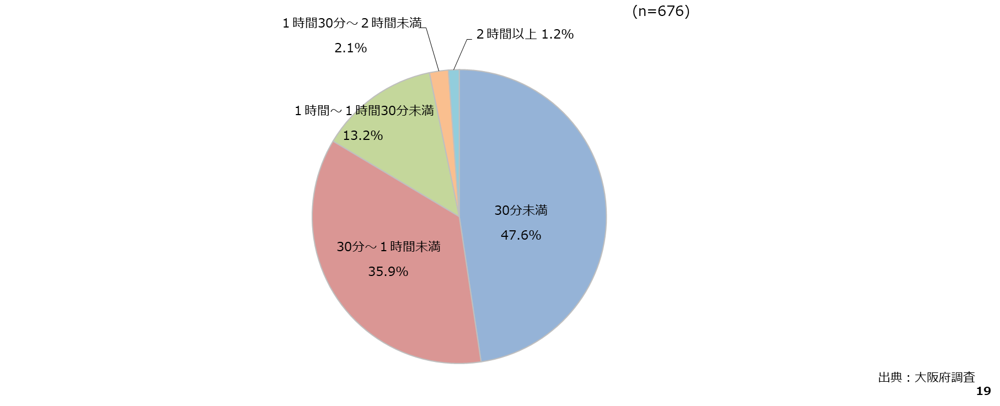 (n=676)
１時間30分～２時間未満
2.1%
２時間以上 1.2%
１時間～１時間30分未満
13.2%
30分未満
47.6%
30分～１時間未満
35.9%
出典：大阪府調査
19